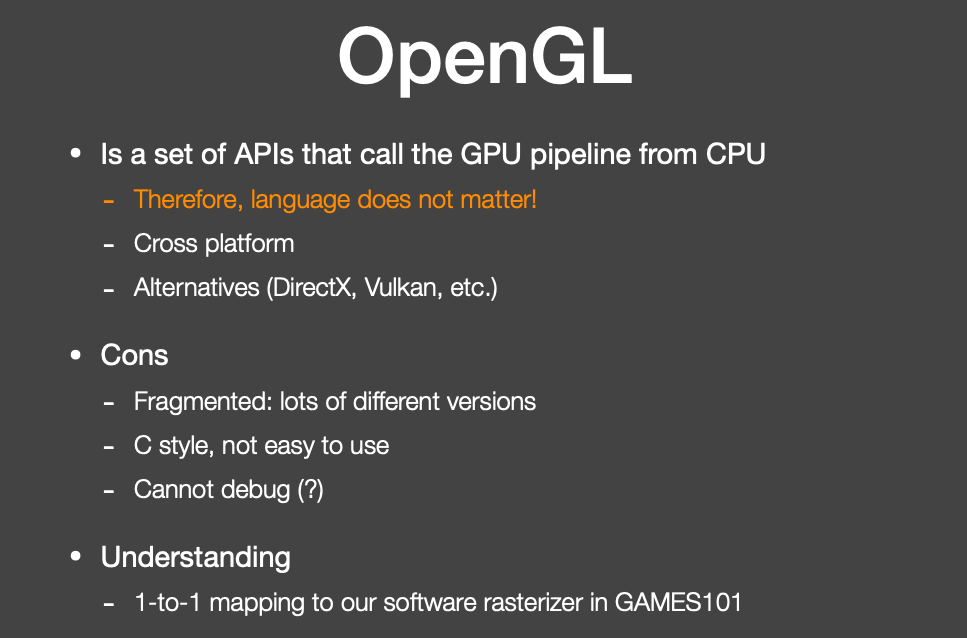 OpenGL
• Is a set of APIs that call the GPU pipeline from CPU
- Therefore, language does not matter!
- Cross platform
- Alternatives (DirectX, Vulkan, etc.)
• Cons
- Fragmented: lots of different versions
- C style, not easy to use
- Cannot debug (?)
• Understanding
- 1-to-1 mapping to our software rasterizer in GAMES101